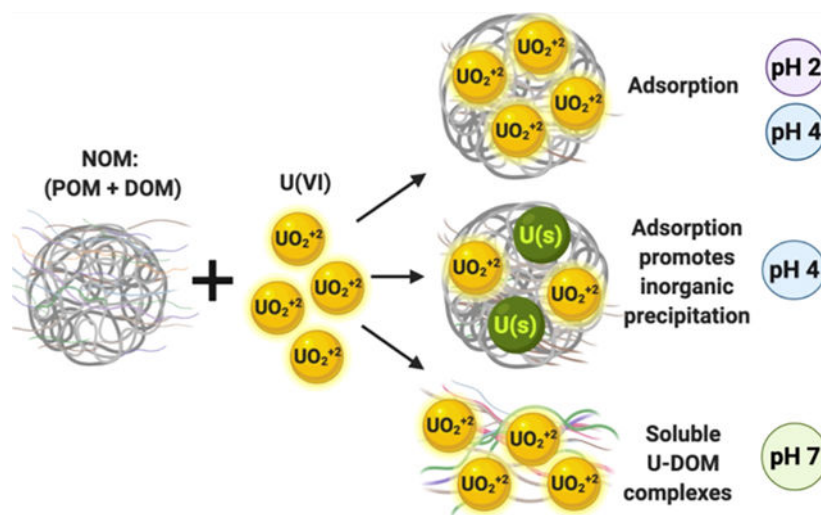 NOM:
(POM + DOM)
+
U(VI)
UO₂⁺²
UO₂⁺²
UO₂⁺²
UO₂⁺²
UO₂⁺²
UO₂⁺²
UO₂⁺²
UO₂⁺²
Adsorption
pH 2
pH 4
U(s)
UO₂⁺²
UO₂⁺²
U(s)
Adsorption
promotes
inorganic
precipitation
pH 4
UO₂⁺²
UO₂⁺²
UO₂⁺²
UO₂⁺²
Soluble
U-DOM
complexes
pH 7